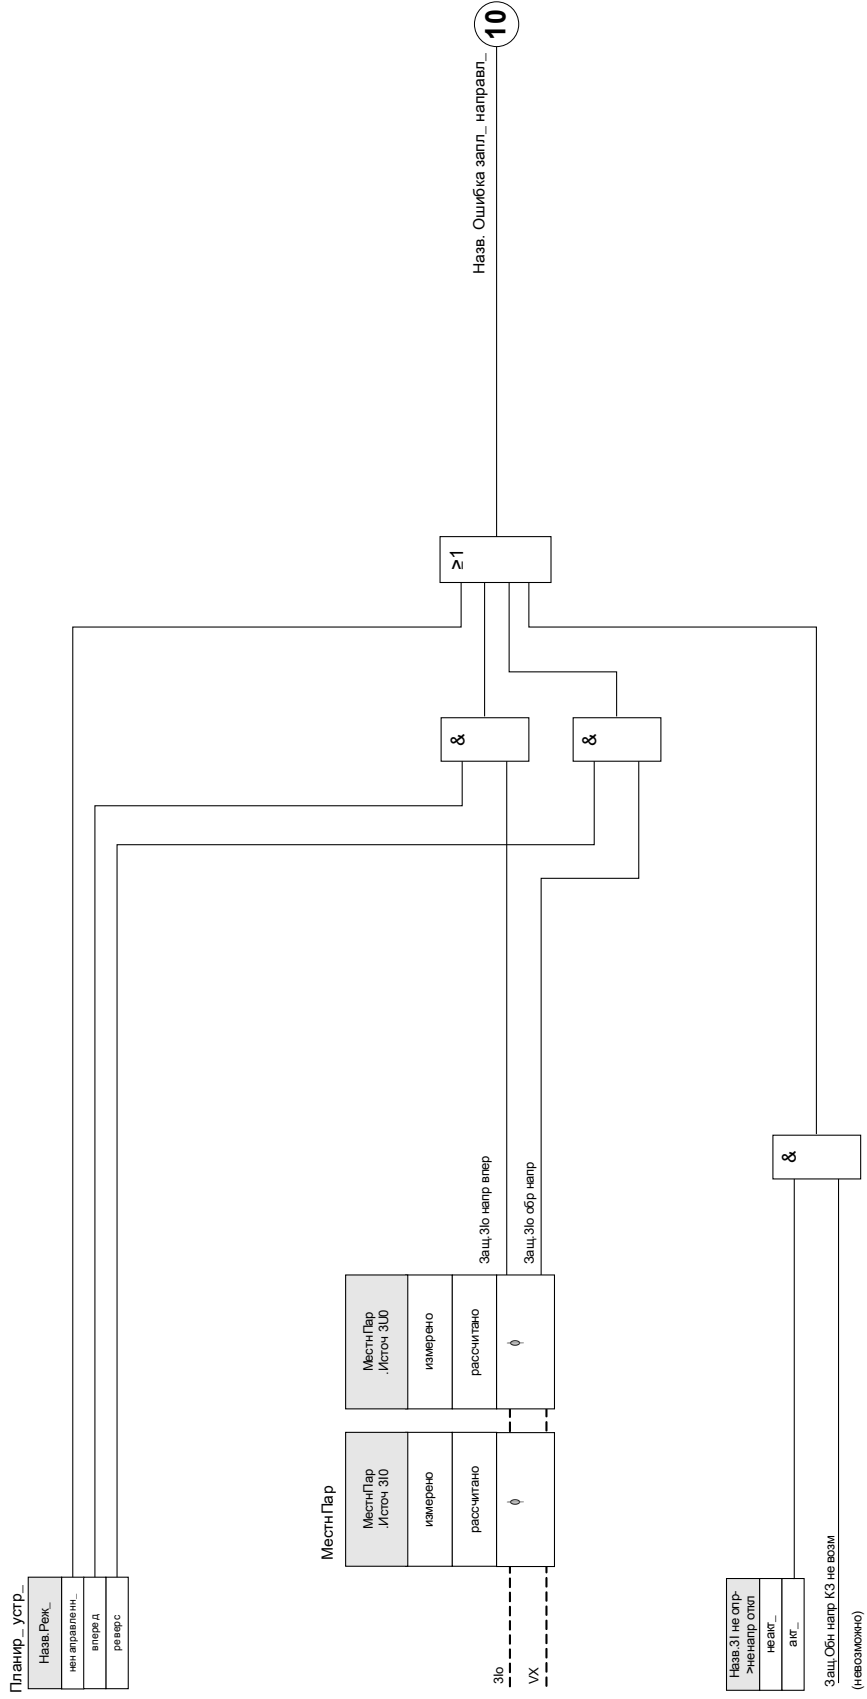 Планир_ устр_
Назв.Реж_
ненаправленн_
вперед
реверс
МестнПар
МестнПар
.Источ 3I0
измерено
рассчитано
ϕ
МестнПар
.Источ 3U0
измерено
рассчитано
ϕ
3Io
VX
Защ.3Io напр впер
Защ.3Io обр напр
Назв.3I не опр-
>ненапр откл
неакт_
акт_
Защ.Обн напр КЗ не возм
(невозможно)
&
&
&
≥1
Назв. Ошибка запл_ направл_
10